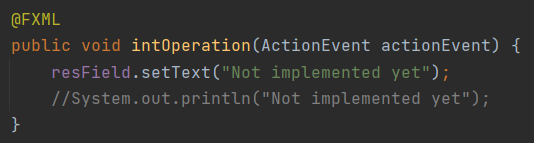 @FXML
public void intOperation(ActionEvent actionEvent) {
resField.setText("Not implemented yet");
//System.out.println("Not implemented yet");
}